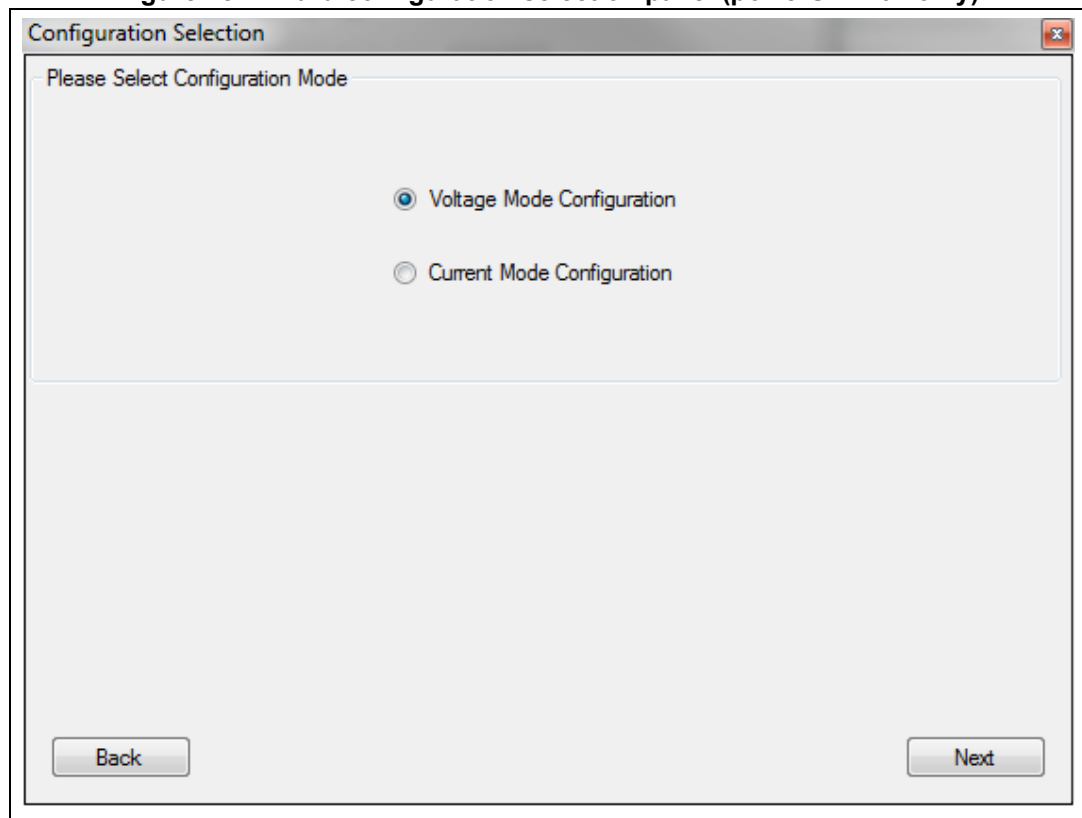 Configuration Selection
Please Select Configuration Mode
Voltage Mode Configuration
Current Mode Configuration
Back
Next